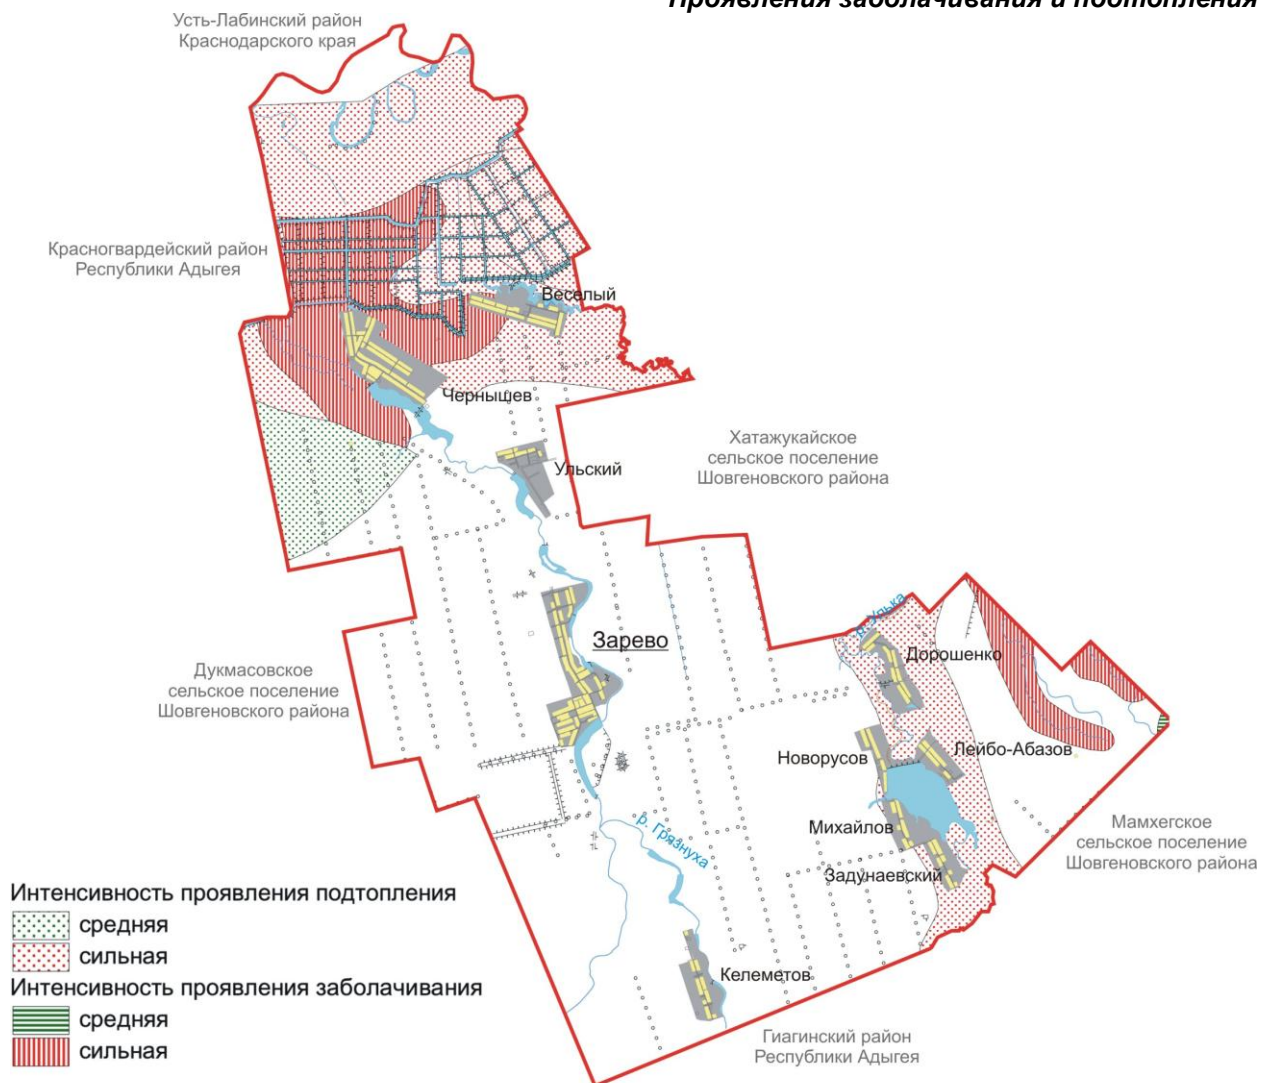 Проявления заболачивания и подтопления
Усть-Лабинский район
Краснодарского края
Красногвардейский район
Республики Адыгея
Веселый
Чернышев
Ульский
Хатажукайское
сельское поселение
Шовгеновского района
р. Улька
Зарево
Дорошенко
Дукмасовское
сельское поселение
Шовгеновского района
Новорусов
Лейбо-Абазов
р. Грязнуха
Михайлов
Мамхегское
сельское поселение
Шовгеновского района
Задунаевский
Келеметов
Гиагинский район
Республики Адыгея
Интенсивность проявления подтопления
средняя
сильная
Интенсивность проявления заболачивания
средняя
сильная